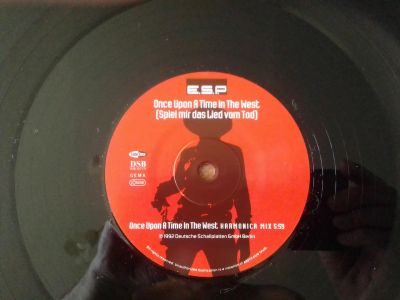 E.S.P.
Once Upon A Time In The West
(Spiel mir das Lied vom Tod)
DSB
GEMA
Once Upon A Time In The West HARMONICA MIX 5:59
℗ 1992 Deutsche Schallplatten GmbH Berlin